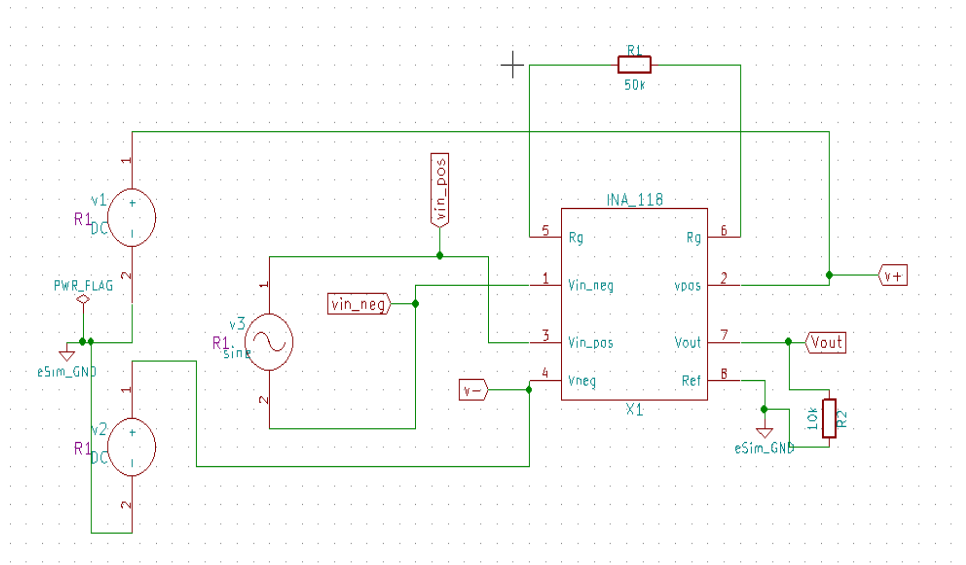 R1
50k
1
v1
+
R1
DC
2
PWR_FLAG
eSim_GND
1
v2
+
R1
DC
2
vin_pos
1
v3
R1
sine
2
vin_neg
v-
INA_118
5
Rg
Rg
6
1
Vin_neg
vpos
2
3
Vin_pos
Vout
7
4
Vneg
Ref
8
X1
v+
Vout
10k
R2
eSim_GND